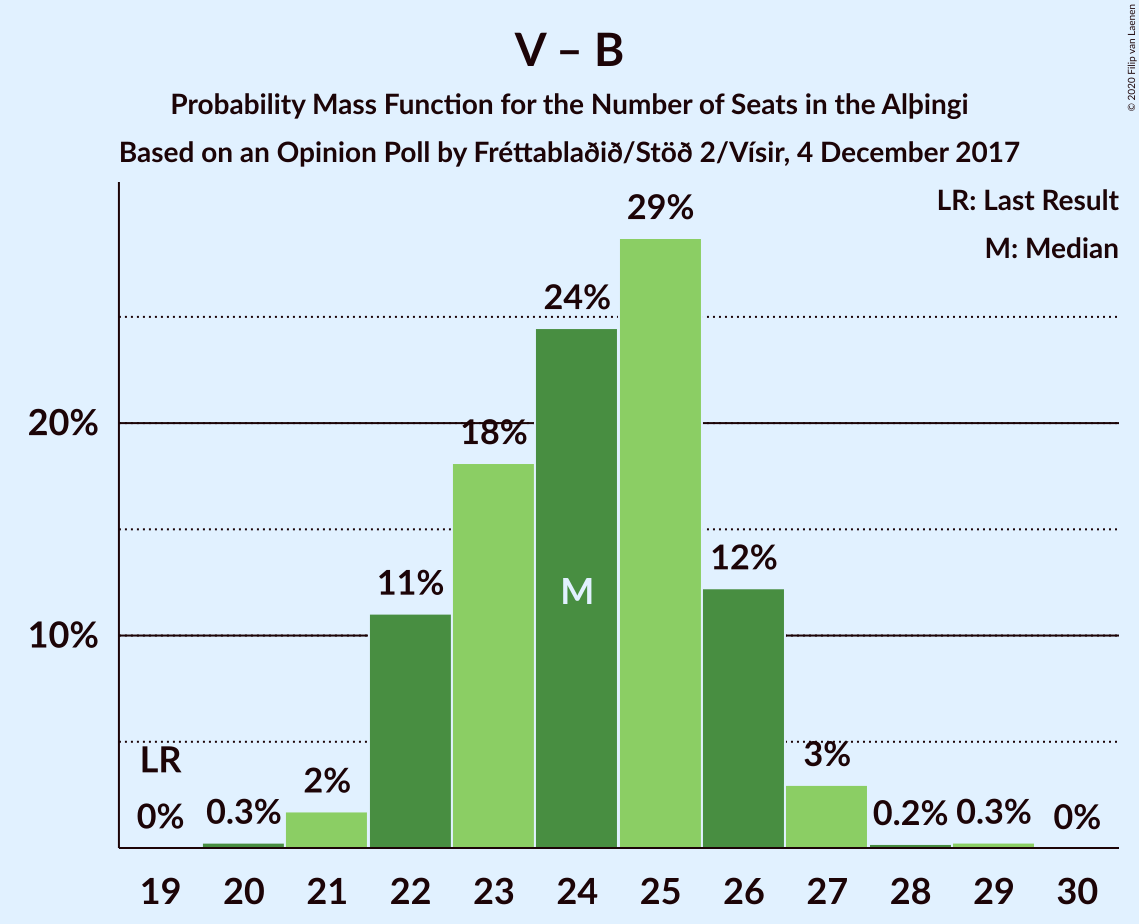 V – B
Probability Mass Function for the Number of Seats in the Alþingi
Based on an Opinion Poll by Fréttablaðið/Stöð 2/Vísir, 4 December 2017
© 2020 Filip van Laenen
LR: Last Result
M: Median
29%
24%
20%
18%
12%
11%
M
10%
LR
3%
2%
0% 0.3% 0.2% 0.3% 0%
19 20 21 22 23 24 25 26 27 28 29 30